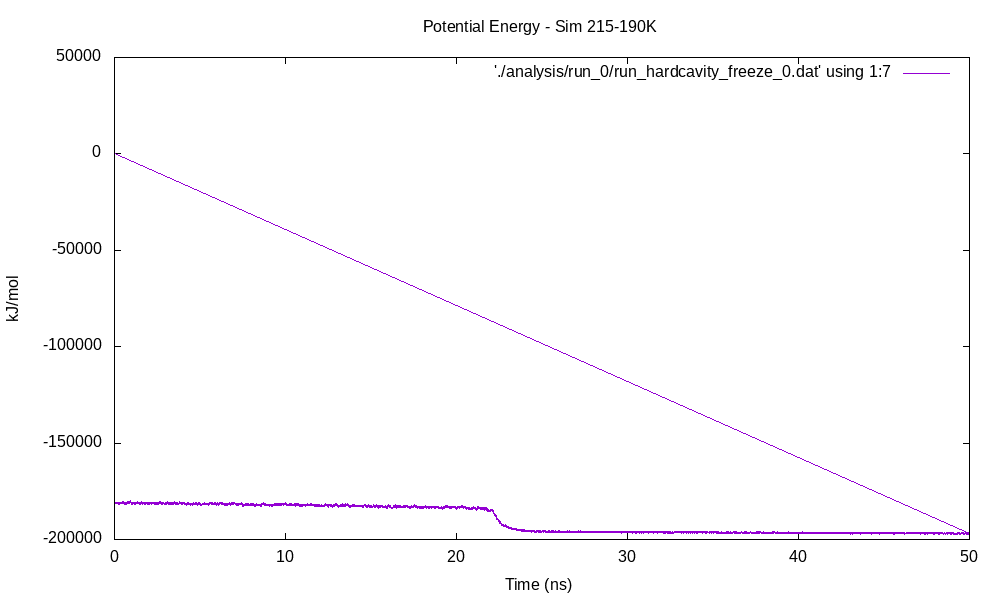 Potential Energy - Sim 215-190K
'./analysis/run_0/run_hardcavity_freeze_0.dat' using 1:7
50000
0
-50000
-100000
-150000
-200000
kJ/mol
0 10 20 30 40 50
Time (ns)